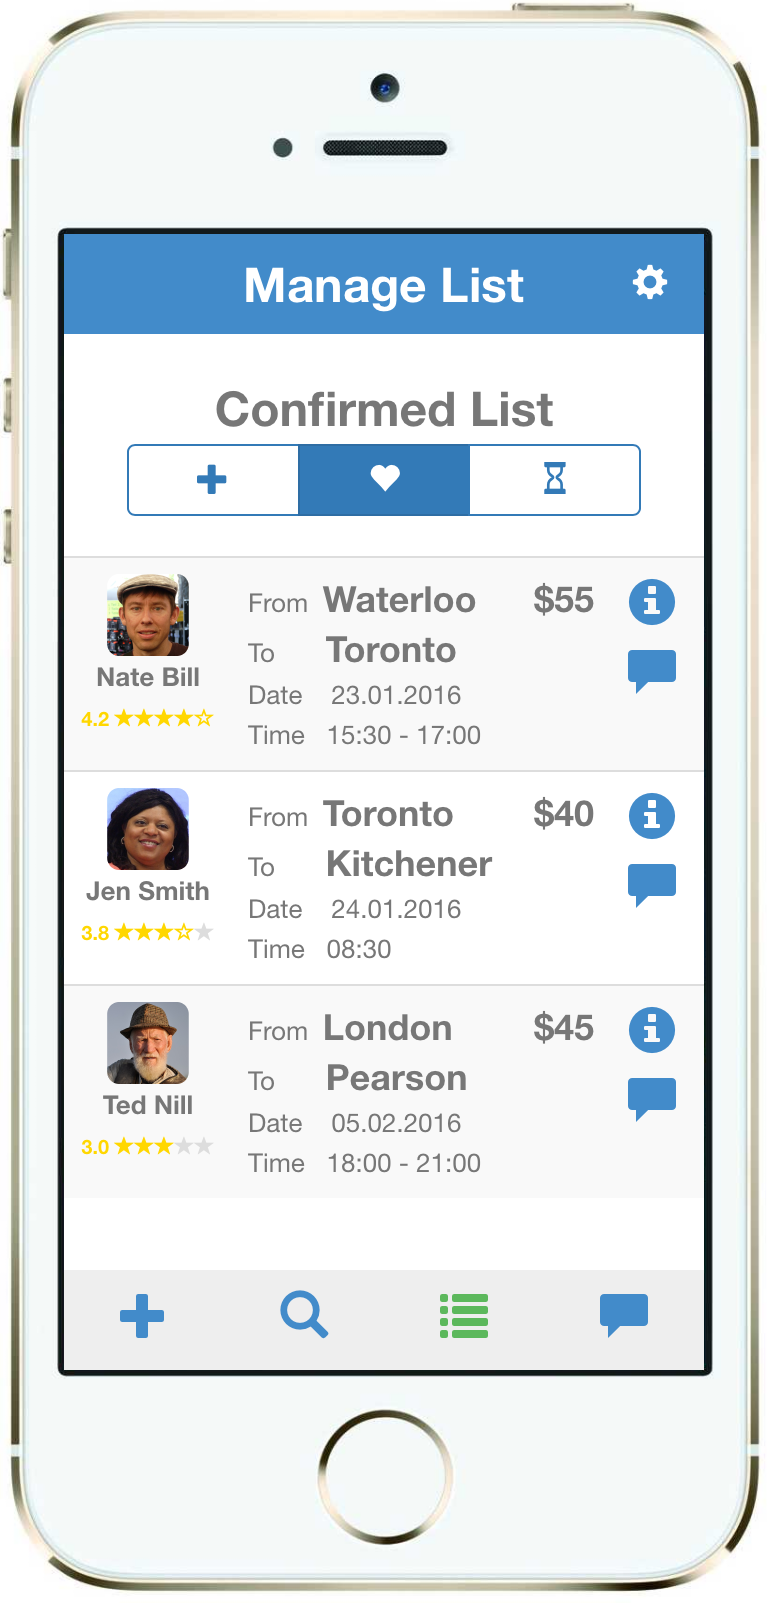 Manage List
Confirmed List
From Waterloo $55
To Toronto
Nate Bill
Date 23.01.2016
4.2
Time 15:30 - 17:00
From Toronto $40
To Kitchener
Jen Smith
Date 24.01.2016
3.8
Time 08:30
From London $45
To Pearson
Ted Nill
Date 05.02.2016
3.0
Time 18:00 - 21:00